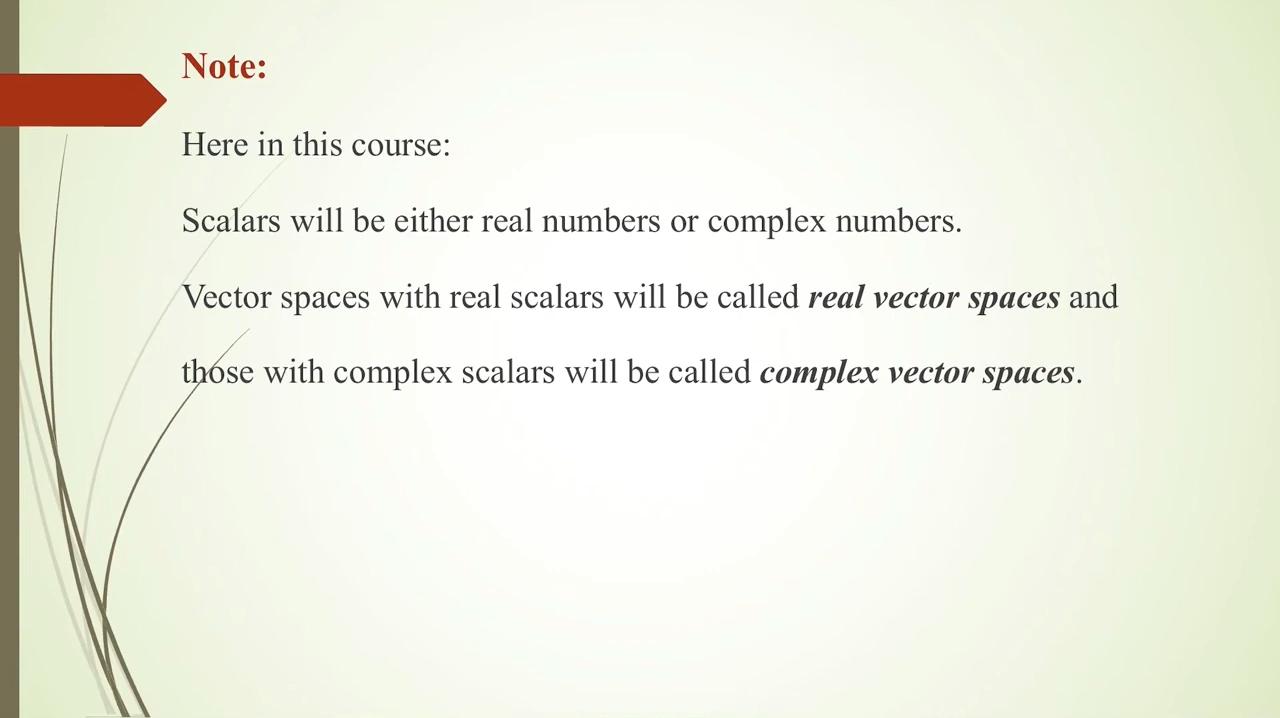 Note:
Here in this course:
Scalars will be either real numbers or complex numbers.
Vector spaces with real scalars will be called real vector spaces and
those with complex scalars will be called complex vector spaces.